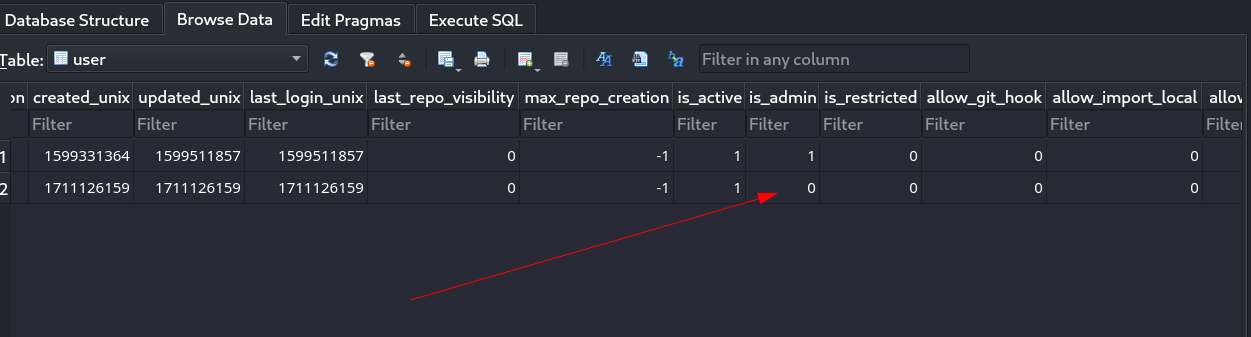 Database Structure Browse Data Edit Pragmas Execute SQL
Table: user Filter in any column
on created_unix updated_unix last_login_unix last_repo_visibility max_repo_creation is_active is_admin is_restricted allow_git_hook allow_import_local allow
Filter Filter Filter Filter Filter Filter Filter Filter Filter Filter Filter
1 1599331364 1599511857 1599511857 0 -1 1 1 0 0 0
2 1711126159 1711126159 1711126159 0 -1 1 0 0 0 0